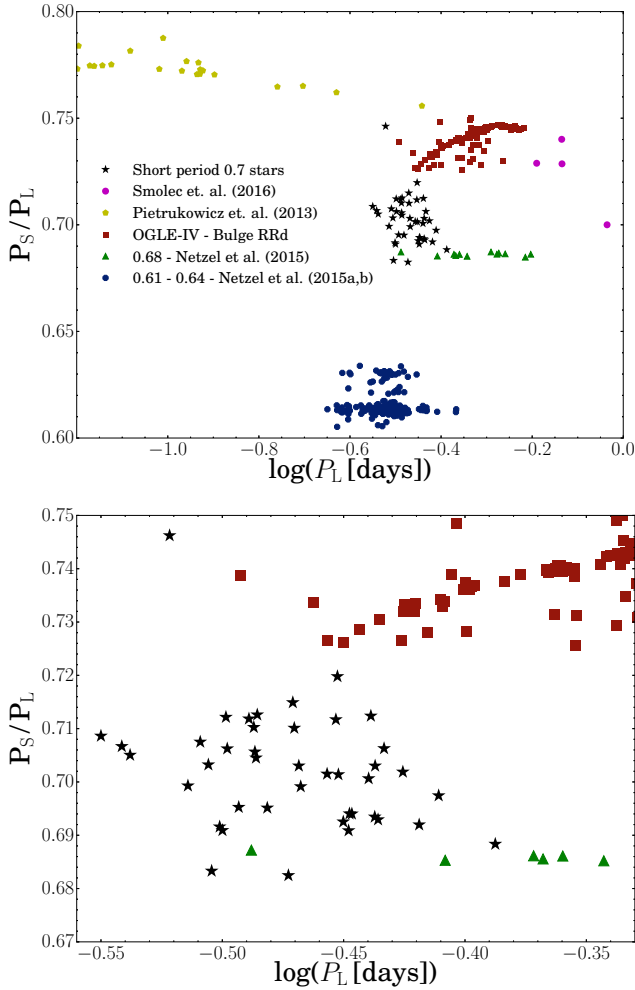 0.80
0.75
0.70
0.65
0.60
P_S/P_L
★ Short period 0.7 stars
Smolec et. al. (2016)
Pietrukowicz et. al. (2013)
OGLE-IV - Bulge RRd
0.68 - Netzel et al. (2015)
0.61 - 0.64 - Netzel et al. (2015a,b)
−1.0 −0.8 −0.6 −0.4 −0.2 0.0
log(P_L [days])
0.75
0.74
0.73
0.72
0.71
0.70
0.69
0.68
0.67
P_S/P_L
−0.55 −0.50 −0.45 −0.40 −0.35
log(P_L [days])